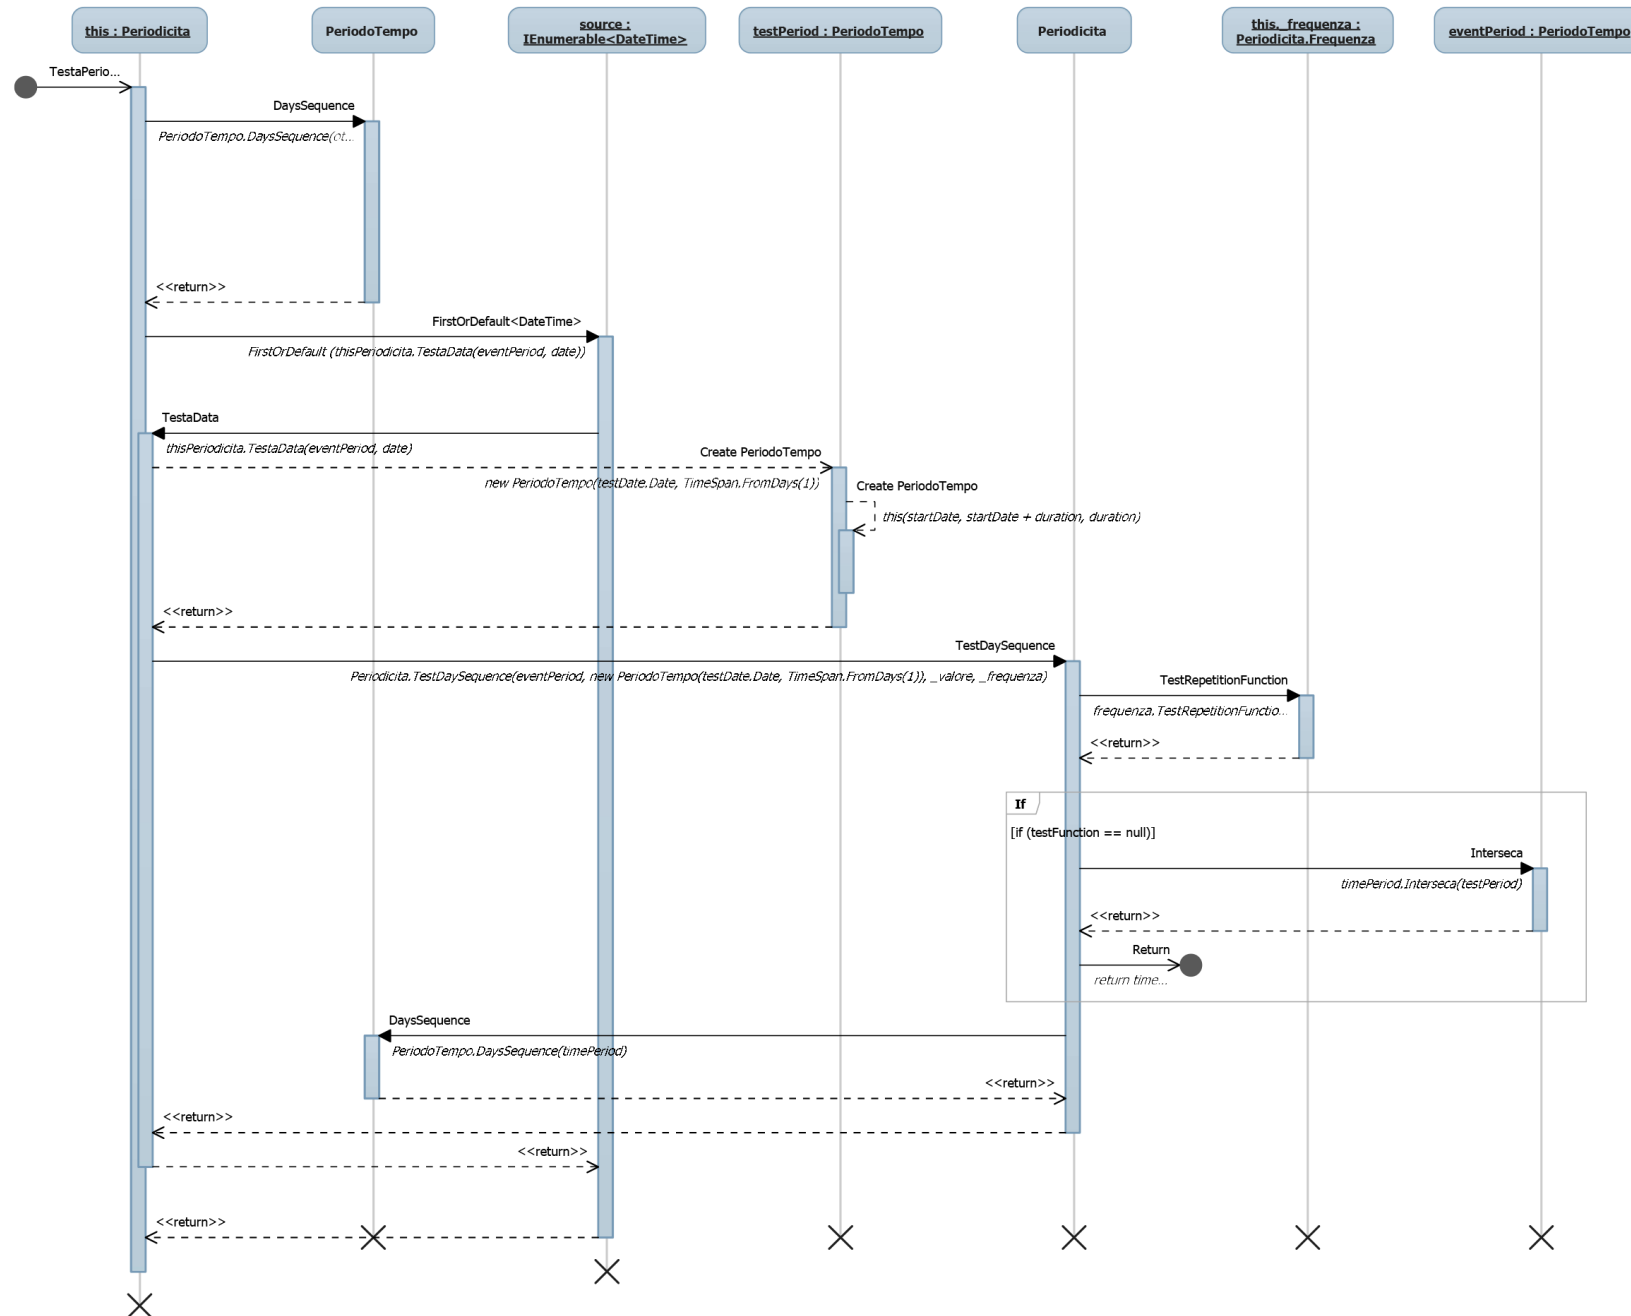 this : Periodicita
PeriodoTempo
source :
IEnumerable<DateTime>
testPeriod : PeriodoTempo
Periodicita
this._frequenza :
Periodicita.Frequenza
eventPeriod : PeriodoTempo
TestaPerio...
DaysSequence
PeriodoTempo.DaysSequence(ot...
<<return>>
FirstOrDefault<DateTime>
FirstOrDefault (thisPeriodicita.TestaData(eventPeriod, date))
TestaData
thisPeriodicita.TestaData(eventPeriod, date)
Create PeriodoTempo
new PeriodoTempo(testDate.Date, TimeSpan.FromDays(1))
Create PeriodoTempo
this(startDate, startDate + duration, duration)
<<return>>
TestDaySequence
Periodicita.TestDaySequence(eventPeriod, new PeriodoTempo(testDate.Date, TimeSpan.FromDays(1)), _valore, _frequenza)
TestRepetitionFunction
frequenza.TestRepetitionFunctio...
<<return>>
If
[if (testFunction == null)]
Interseca
timePeriod.Interseca(testPeriod)
<<return>>
Return
return time...
DaysSequence
PeriodoTempo.DaysSequence(timePeriod)
<<return>>
<<return>>
<<return>>
<<return>>